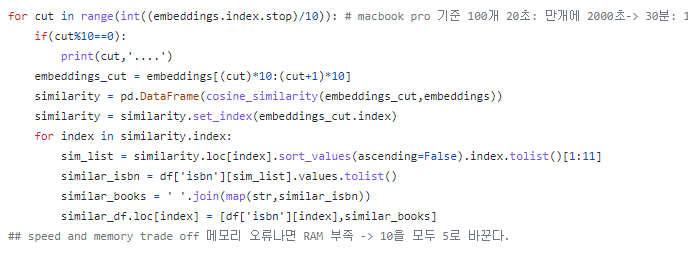 for cut in range(int((embeddings.index.stop)/10)): # macbook pro 기준 100개 20초: 만개에 2000초-> 30분: 1
    if(cut%10==0):
        print(cut,'....')
    embeddings_cut = embeddings[(cut)*10:(cut+1)*10]
    similarity = pd.DataFrame(cosine_similarity(embeddings_cut,embeddings))
    similarity = similarity.set_index(embeddings_cut.index)
    for index in similarity.index:
        sim_list = similarity.loc[index].sort_values(ascending=False).index.tolist()[1:11]
        similar_isbn = df['isbn'][sim_list].values.tolist()
        similar_books = ' '.join(map(str,similar_isbn))
        similar_df.loc[index] = [df['isbn'][index],similar_books]
## speed and memory trade off 메모리 오류나면 RAM 부족 -> 10을 모두 5로 바꾼다.